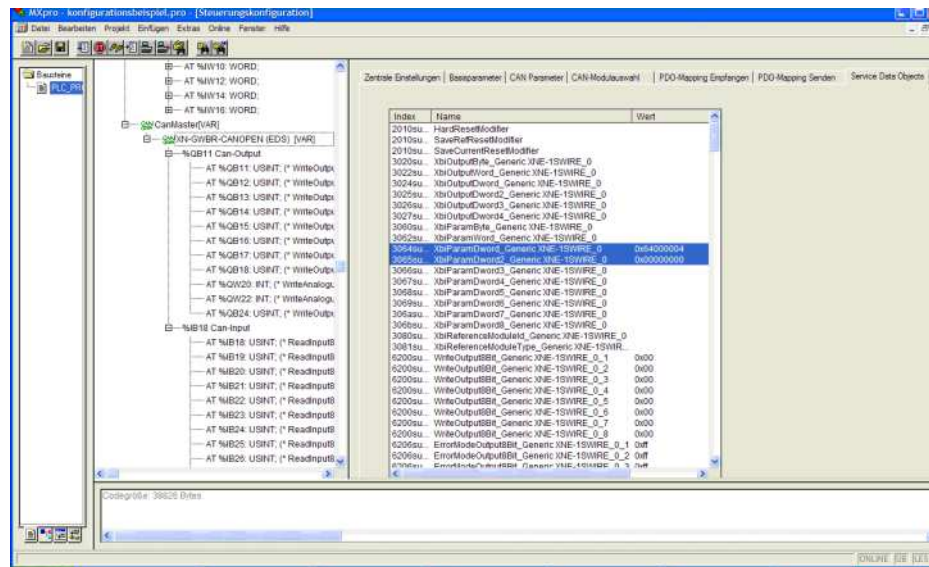 MXpro - konfigurationsbeispiel.pro - [Steuerungskonfiguration]
Datei Bearbeiten Projekt Einfügen Extras Online Fenster Hilfe
Bausteine
PLC_PR
AT %IW10: WORD;
AT %IW12: WORD;
AT %IW14: WORD;
AT %IW16: WORD;
CanMaster[VAR]
XN-GWBR-CANOPEN (EDS) [VAR]
%QB11 Can-Output
AT %QB11: USINT; (* WriteOutpu
AT %QB12: USINT; (* WriteOutpu
AT %QB13: USINT; (* WriteOutpu
AT %QB14: USINT; (* WriteOutpu
AT %QB15: USINT; (* WriteOutpu
AT %QB16: USINT; (* WriteOutpu
AT %QB17: USINT; (* WriteOutpu
AT %QB18: USINT; (* WriteOutpu
AT %QW20: INT; (* WriteAnalogu
AT %QW22: INT; (* WriteAnalogu
AT %QB24: USINT; (* WriteOutpu
%IB18 Can-Input
AT %IB18: USINT; (* ReadInput8
AT %IB19: USINT; (* ReadInput8
AT %IB20: USINT; (* ReadInput8
AT %IB21: USINT; (* ReadInput8
AT %IB22: USINT; (* ReadInput8
AT %IB23: USINT; (* ReadInput8
AT %IB24: USINT; (* ReadInput8
AT %IB25: USINT; (* ReadInput8
AT %IB26: USINT; (* ReadInput8
Zentrale Einstellungen | Basisparameter | CAN Parameter | CAN-Modulauswahl | PDO-Mapping Empfangen | PDO-Mapping Senden Service Data Objects
Index Name Wert
2010su... HardResetModifier
2010su... SaveRefResetModifier
2010su... SaveCurrentResetModifier
3020su... XbiOutputByte_Generic XNE-1SWIRE_0
3022su... XbiOutputWord_Generic XNE-1SWIRE_0
3024su... XbiOutputDword_Generic XNE-1SWIRE_0
3025su... XbiOutputDword2_Generic XNE-1SWIRE_0
3026su... XbiOutputDword3_Generic XNE-1SWIRE_0
3027su... XbiOutputDword4_Generic XNE-1SWIRE_0
3060su... XbiParamByte_Generic XNE-1SWIRE_0
3062su... XbiParamWord_Generic XNE-1SWIRE_0
3064su... XbiParamDword_Generic XNE-1SWIRE_0 0x64000004
3065su... XbiParamDword2_Generic XNE-1SWIRE_0 0x00000000
3066su... XbiParamDword3_Generic XNE-1SWIRE_0
3067su... XbiParamDword4_Generic XNE-1SWIRE_0
3068su... XbiParamDword5_Generic XNE-1SWIRE_0
3069su... XbiParamDword6_Generic XNE-1SWIRE_0
306asu... XbiParamDword7_Generic XNE-1SWIRE_0
306bsu... XbiParamDword8_Generic XNE-1SWIRE_0
3080su... XbiReferenceModuleId_Generic XNE-1SWIRE_0
3081su... XbiReferenceModuleType_Generic XNE-1SWIR...
6200su... WriteOutput8Bit_Generic XNE-1SWIRE_0_1 0x00
6200su... WriteOutput8Bit_Generic XNE-1SWIRE_0_2 0x00
6200su... WriteOutput8Bit_Generic XNE-1SWIRE_0_3 0x00
6200su... WriteOutput8Bit_Generic XNE-1SWIRE_0_4 0x00
6200su... WriteOutput8Bit_Generic XNE-1SWIRE_0_5 0x00
6200su... WriteOutput8Bit_Generic XNE-1SWIRE_0_6 0x00
6200su... WriteOutput8Bit_Generic XNE-1SWIRE_0_7 0x00
6200su... WriteOutput8Bit_Generic XNE-1SWIRE_0_8 0x00
6206su... ErrorModeOutput8Bit_Generic XNE-1SWIRE_0_1 0xff
6206su... ErrorModeOutput8Bit_Generic XNE-1SWIRE_0_2 0xff
6206su... ErrorModeOutput8Bit_Generic XNE-1SWIRE_0_3 0xff
Codegröße: 38826 Bytes
ONLINE